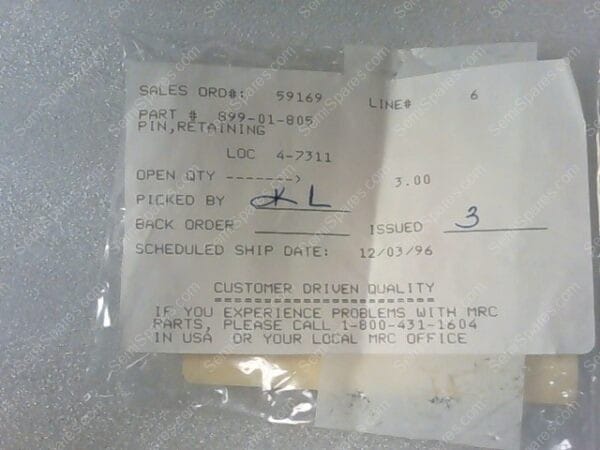 SALES ORD#: 59169 LINE# 6
PART # 899-01-805
PIN,RETAINING
LOC 4-7311
OPEN QTY -------> 3.00
PICKED BY KL
BACK ORDER ISSUED 3
SCHEDULED SHIP DATE: 12/03/96
CUSTOMER DRIVEN QUALITY
IF YOU EXPERIENCE PROBLEMS WITH MRC
PARTS, PLEASE CALL 1-800-431-1604
IN USA OR YOUR LOCAL MRC OFFICE
SemiSpares.com